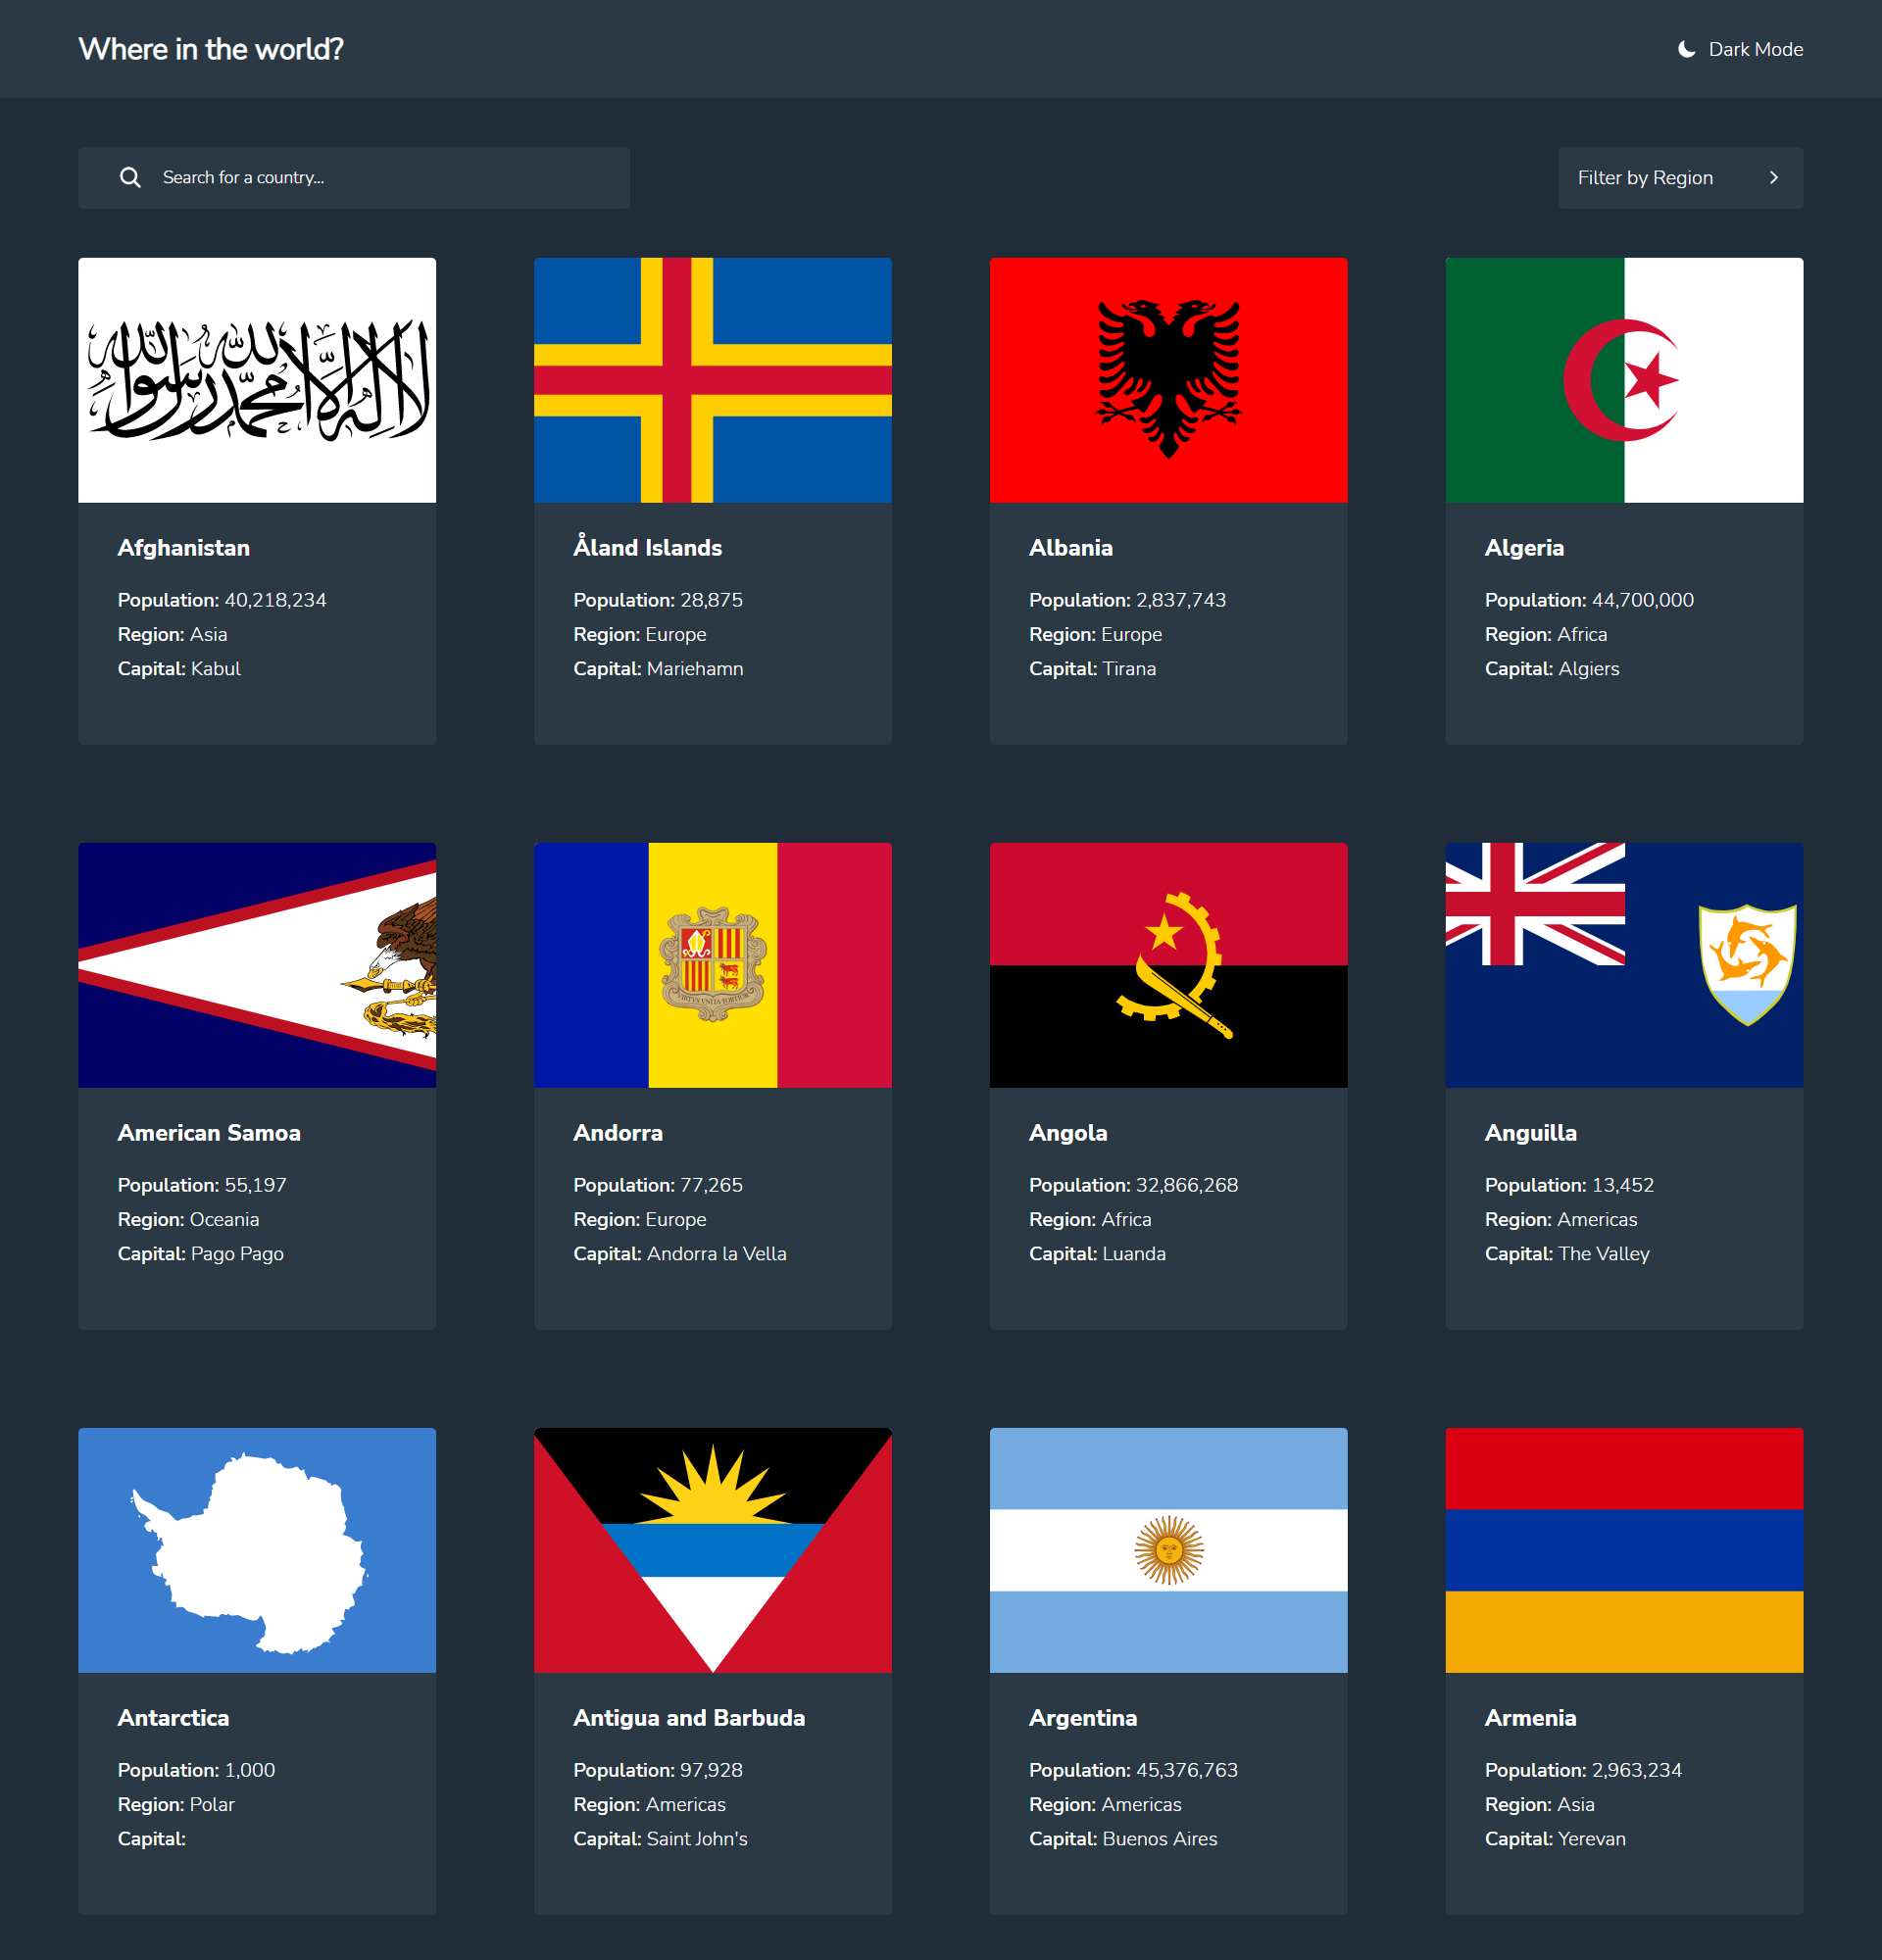 Where in the world?
Dark Mode
Search for a country...
Filter by Region
لا إله إلا الله محمد رسول الله
Afghanistan
Population: 40,218,234
Region: Asia
Capital: Kabul
Åland Islands
Population: 28,875
Region: Europe
Capital: Mariehamn
Albania
Population: 2,837,743
Region: Europe
Capital: Tirana
Algeria
Population: 44,700,000
Region: Africa
Capital: Algiers
American Samoa
Population: 55,197
Region: Oceania
Capital: Pago Pago
VIRTVS VNITA FORTIOR
Andorra
Population: 77,265
Region: Europe
Capital: Andorra la Vella
Angola
Population: 32,866,268
Region: Africa
Capital: Luanda
Anguilla
Population: 13,452
Region: Americas
Capital: The Valley
Antarctica
Population: 1,000
Region: Polar
Capital:
Antigua and Barbuda
Population: 97,928
Region: Americas
Capital: Saint John's
Argentina
Population: 45,376,763
Region: Americas
Capital: Buenos Aires
Armenia
Population: 2,963,234
Region: Asia
Capital: Yerevan